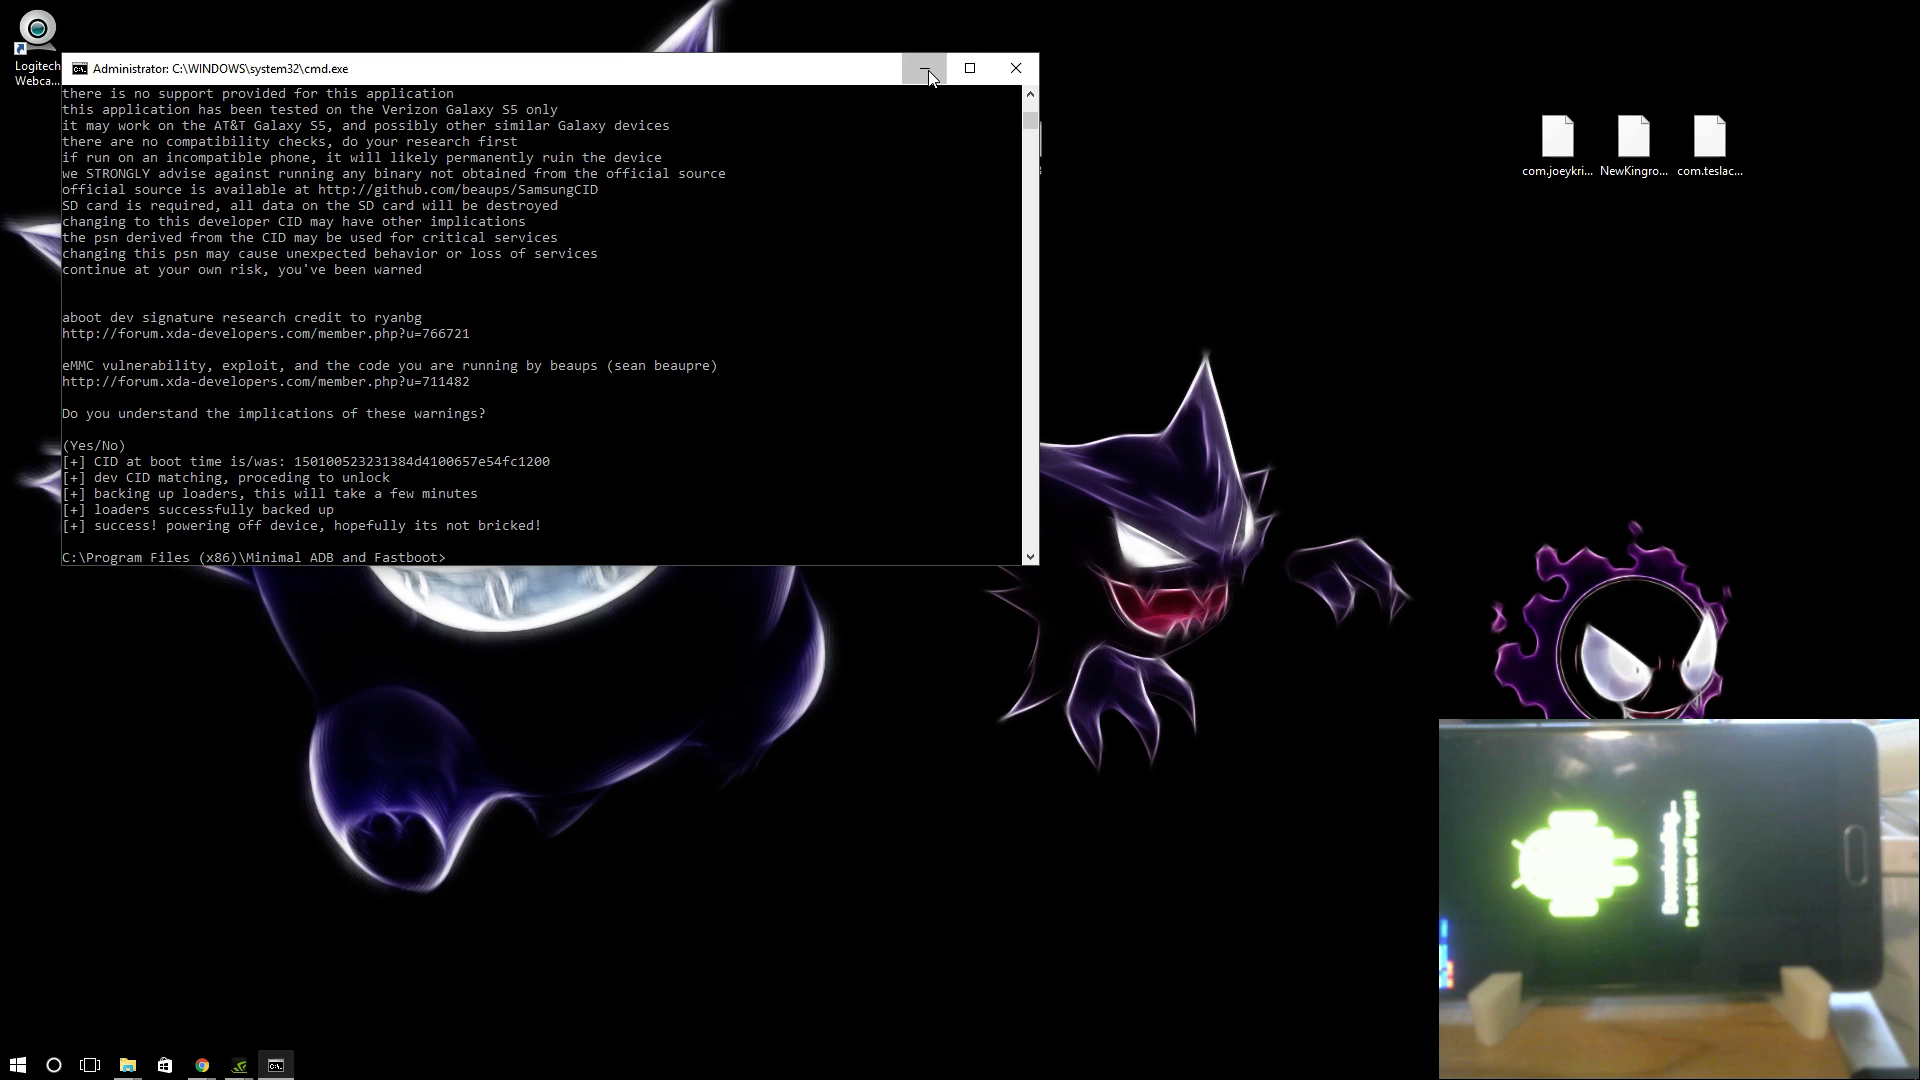 Logitech
Webca...
Administrator: C:\WINDOWS\system32\cmd.exe
there is no support provided for this application
this application has been tested on the Verizon Galaxy S5 only
it may work on the AT&T Galaxy S5, and possibly other similar Galaxy devices
there are no compatibility checks, do your research first
if run on an incompatible phone, it will likely permanently ruin the device
we STRONGLY advise against running any binary not obtained from the official source
official source is available at http://github.com/beaups/SamsungCID
SD card is required, all data on the SD card will be destroyed
changing to this developer CID may have other implications
the psn derived from the CID may be used for critical services
changing this psn may cause unexpected behavior or loss of services
continue at your own risk, you've been warned
aboot dev signature research credit to ryanbg
http://forum.xda-developers.com/member.php?u=766721
eMMC vulnerability, exploit, and the code you are running by beaups (sean beaupre)
http://forum.xda-developers.com/member.php?u=711482
Do you understand the implications of these warnings?
(Yes/No)
[+] CID at boot time is/was: 150100523231384d4100657e54fc1200
[+] dev CID matching, proceding to unlock
[+] backing up loaders, this will take a few minutes
[+] loaders successfully backed up
[+] success! powering off device, hopefully its not bricked!
C:\Program Files (x86)\Minimal ADB and Fastboot>
com.joeykri...
NewKingro...
com.teslac...
Downloading...
Do not turn off target!!